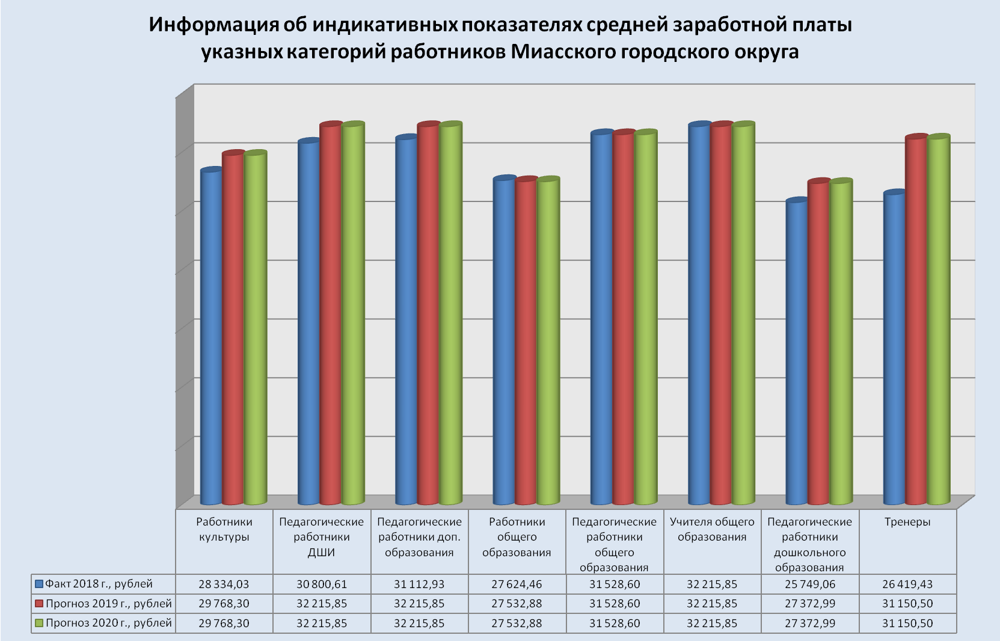 Информация об индикативных показателях средней заработной платы
указных категорий работников Миасского городского округа
Работники
культуры
Педагогические
работники
ДШИ
Педагогические
работники доп.
образования
Работники
общего
образования
Педагогические
работники
общего
образования
Учителя общего
образования
Педагогические
работники
дошкольного
образования
Тренеры
Факт 2018 г., рублей 28 334,03 30 800,61 31 112,93 27 624,46 31 528,60 32 215,85 25 749,06 26 419,43
Прогноз 2019 г., рублей 29 768,30 32 215,85 32 215,85 27 532,88 31 528,60 32 215,85 27 372,99 31 150,50
Прогноз 2020 г., рублей 29 768,30 32 215,85 32 215,85 27 532,88 31 528,60 32 215,85 27 372,99 31 150,50